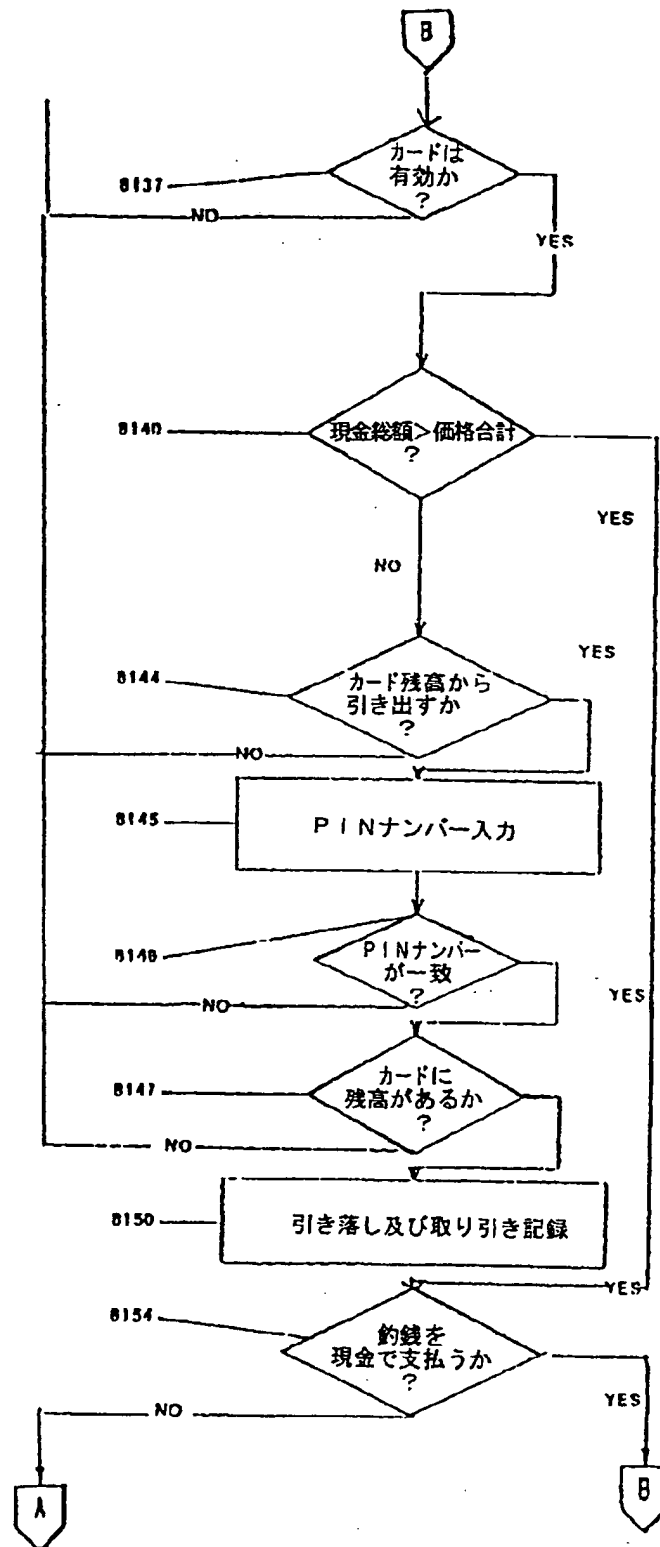 B
カードは
有効か
?
8137
NO
YES
現金総額>価格合計
?
8140
YES
NO
YES
カード残高から
引き出すか
?
8144
NO
PINナンバー入力
8145
PINナンバー
が一致
?
8146
NO
YES
カードに
残高があるか
?
8147
NO
引き落し及び取り引き記録
8150
YES
釣銭を
現金で支払うか
?
8154
NO
YES
A
B